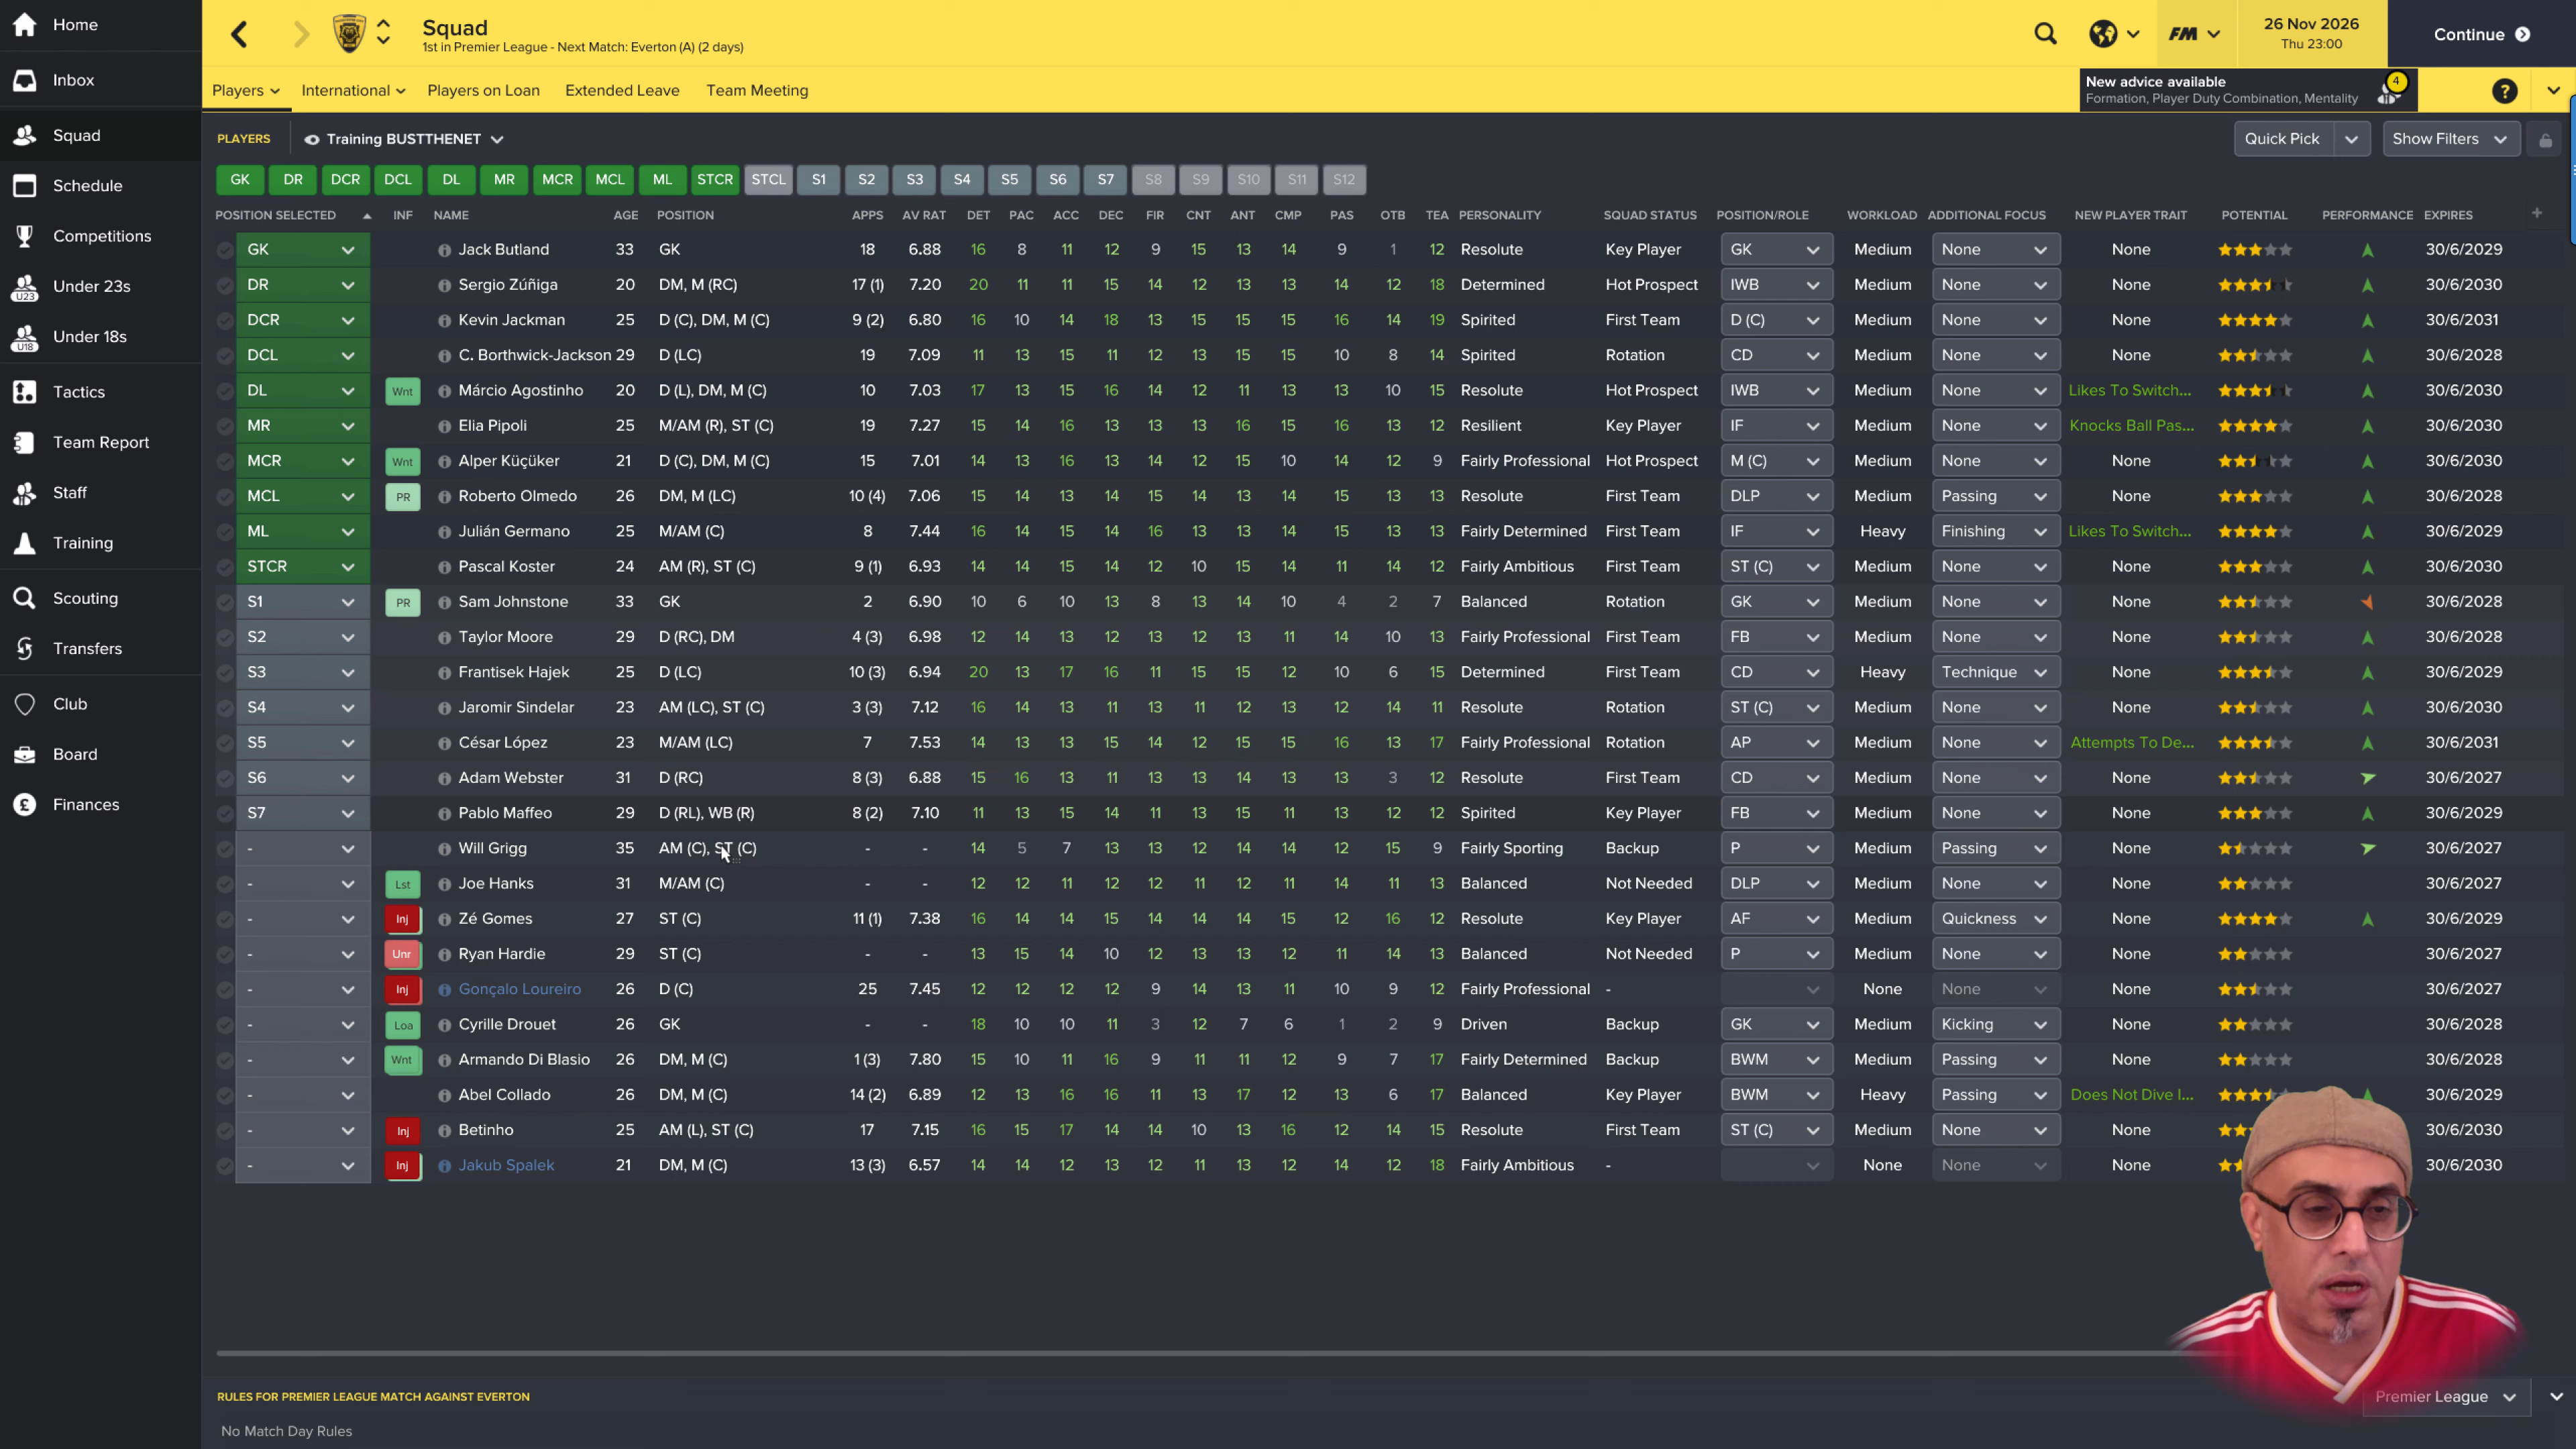 Home
Inbox
Squad
Schedule
Competitions
U23 Under 23s
U18 Under 18s
Tactics
Team Report
Staff
Training
Scouting
Transfers
Club
Board
Finances
Squad
1st in Premier League - Next Match: Everton (A) (2 days)
FM
26 Nov 2026
Thu 23:00
Continue
Players International Players on Loan Extended Leave Team Meeting
New advice available
Formation, Player Duty Combination, Mentality
4
?
PLAYERS Training BUSTTHENET Quick Pick Show Filters
GK DR DCR DCL DL MR MCR MCL ML STCR STCL S1 S2 S3 S4 S5 S6 S7 S8 S9 S10 S11 S12
POSITION SELECTED INF NAME AGE POSITION APPS AV RAT DET PAC ACC DEC FIR CNT ANT CMP PAS OTB TEA PERSONALITY SQUAD STATUS POSITION/ROLE WORKLOAD ADDITIONAL FOCUS NEW PLAYER TRAIT POTENTIAL PERFORMANCE EXPIRES +
GK Jack Butland 33 GK 18 6.88 16 8 11 12 9 15 13 14 9 1 12 Resolute Key Player GK Medium None None 30/6/2029
DR Sergio Zúñiga 20 DM, M (RC) 17 (1) 7.20 20 11 11 15 14 12 13 13 14 12 18 Determined Hot Prospect IWB Medium None None 30/6/2030
DCR Kevin Jackman 25 D (C), DM, M (C) 9 (2) 6.80 16 10 14 18 13 15 15 15 16 14 19 Spirited First Team D (C) Medium None None 30/6/2031
DCL C. Borthwick-Jackson 29 D (LC) 19 7.09 11 13 15 11 12 13 15 15 10 8 14 Spirited Rotation CD Medium None None 30/6/2028
DL Wnt Márcio Agostinho 20 D (L), DM, M (C) 10 7.03 17 13 15 16 14 12 11 13 13 10 15 Resolute Hot Prospect IWB Medium None Likes To Switch... 30/6/2030
MR Elia Pipoli 25 M/AM (R), ST (C) 19 7.27 15 14 16 13 13 13 16 15 16 13 12 Resilient Key Player IF Medium None Knocks Ball Pas... 30/6/2030
MCR Wnt Alper Küçüker 21 D (C), DM, M (C) 15 7.01 14 13 16 13 14 12 15 10 14 12 9 Fairly Professional Hot Prospect M (C) Medium None None 30/6/2030
MCL PR Roberto Olmedo 26 DM, M (LC) 10 (4) 7.06 15 14 13 14 15 14 13 14 15 13 13 Resolute First Team DLP Medium Passing None 30/6/2028
ML Julián Germano 25 M/AM (C) 8 7.44 16 14 15 14 16 13 13 14 15 13 13 Fairly Determined First Team IF Heavy Finishing Likes To Switch... 30/6/2029
STCR Pascal Koster 24 AM (R), ST (C) 9 (1) 6.93 14 14 15 14 12 10 15 14 11 14 12 Fairly Ambitious First Team ST (C) Medium None None 30/6/2030
S1 PR Sam Johnstone 33 GK 2 6.90 10 6 10 13 8 13 14 10 4 2 7 Balanced Rotation GK Medium None None 30/6/2028
S2 Taylor Moore 29 D (RC), DM 4 (3) 6.98 12 14 13 12 13 12 13 11 14 10 13 Fairly Professional First Team FB Medium None None 30/6/2028
S3 Frantisek Hajek 25 D (LC) 10 (3) 6.94 20 13 17 16 11 15 15 12 10 6 15 Determined First Team CD Heavy Technique None 30/6/2029
S4 Jaromir Sindelar 23 AM (LC), ST (C) 3 (3) 7.12 16 14 13 11 13 11 12 13 12 14 11 Resolute Rotation ST (C) Medium None None 30/6/2030
S5 César López 23 M/AM (LC) 7 7.53 14 13 13 15 14 12 15 15 16 13 17 Fairly Professional Rotation AP Medium None Attempts To De... 30/6/2031
S6 Adam Webster 31 D (RC) 8 (3) 6.88 15 16 13 11 13 13 14 13 13 3 12 Resolute First Team CD Medium None None 30/6/2027
S7 Pablo Maffeo 29 D (RL), WB (R) 8 (2) 7.10 11 13 15 14 11 13 15 11 13 12 12 Spirited Key Player FB Medium None None 30/6/2029
- Will Grigg 35 AM (C), ST (C) - - 14 5 7 13 13 12 14 14 12 15 9 Fairly Sporting Backup P Medium Passing None 30/6/2027
- Lst Joe Hanks 31 M/AM (C) - - 12 12 11 12 12 11 12 11 14 11 13 Balanced Not Needed DLP Medium None None 30/6/2027
- Inj Zé Gomes 27 ST (C) 11 (1) 7.38 16 14 14 15 14 14 14 15 12 16 12 Resolute Key Player AF Medium Quickness None 30/6/2029
- Unr Ryan Hardie 29 ST (C) - - 13 15 14 10 12 13 13 12 11 14 13 Balanced Not Needed P Medium None None 30/6/2027
- Inj Gonçalo Loureiro 26 D (C) 25 7.45 12 12 12 12 9 14 13 11 10 9 12 Fairly Professional - None None None 30/6/2027
- Loa Cyrille Drouet 26 GK - - 18 10 10 11 3 12 7 6 1 2 9 Driven Backup GK Medium Kicking None 30/6/2028
- Wnt Armando Di Blasio 26 DM, M (C) 1 (3) 7.80 15 10 11 16 9 11 11 12 9 7 17 Fairly Determined Backup BWM Medium Passing None 30/6/2028
- Abel Collado 26 DM, M (C) 14 (2) 6.89 12 13 16 16 11 13 17 12 13 6 17 Balanced Key Player BWM Heavy Passing Does Not Dive I... 30/6/2029
- Inj Betinho 25 AM (L), ST (C) 17 7.15 16 15 17 14 14 10 13 16 12 14 15 Resolute First Team ST (C) Medium None None 30/6/2030
- Inj Jakub Spalek 21 DM, M (C) 13 (3) 6.57 14 14 12 13 12 11 13 12 14 12 18 Fairly Ambitious - None None None 30/6/2030
RULES FOR PREMIER LEAGUE MATCH AGAINST EVERTON
Premier League
No Match Day Rules